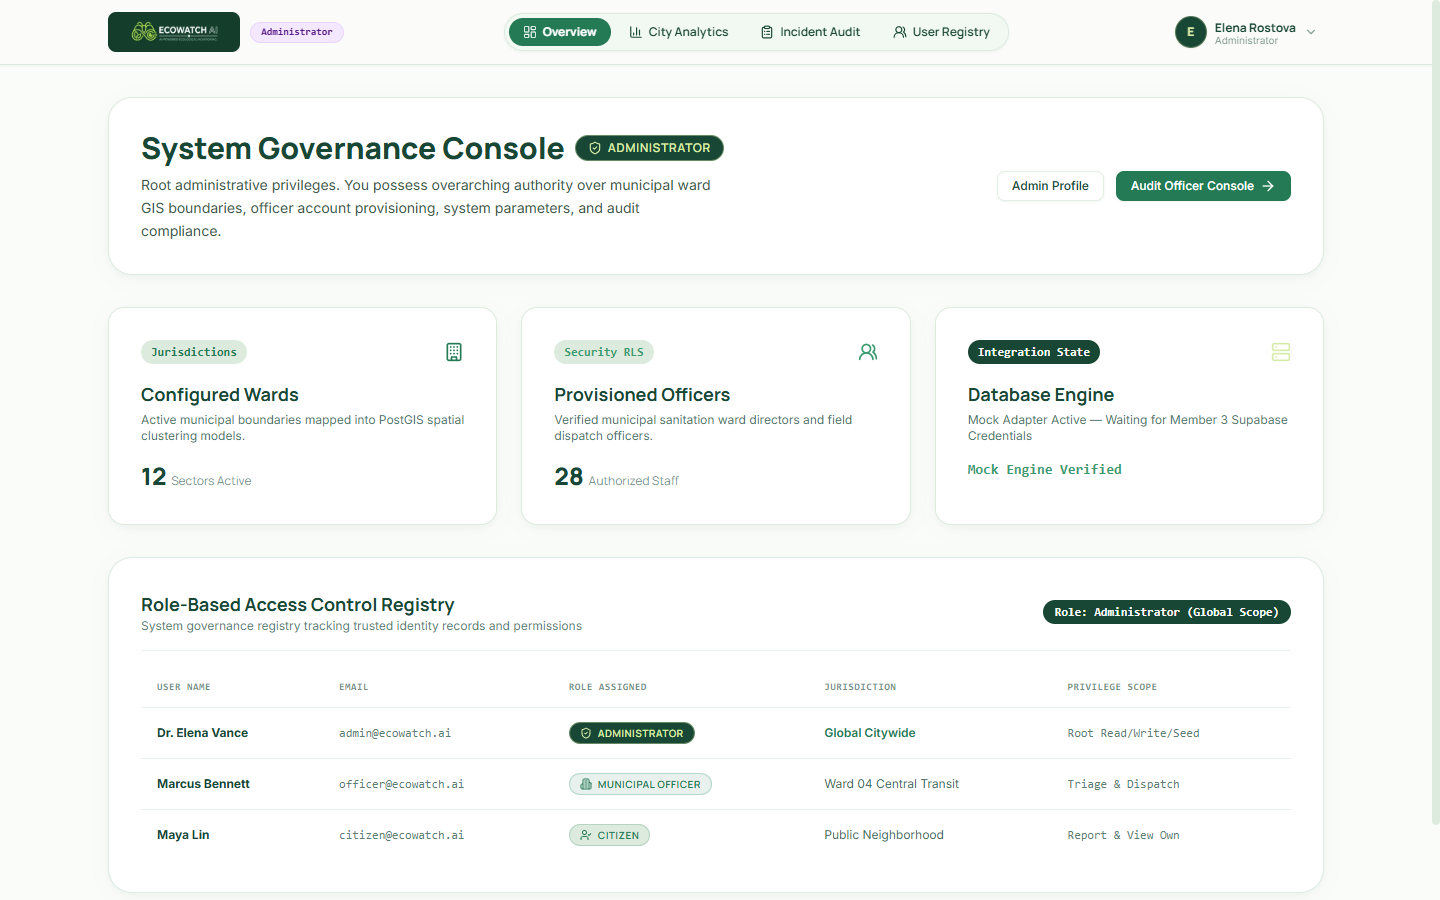 ECOWATCH AI
Administrator
Overview
City Analytics
Incident Audit
User Registry
E
Elena Rostova
Administrator
System Governance Console
ADMINISTRATOR
Root administrative privileges. You possess overarching authority over municipal ward
GIS boundaries, officer account provisioning, system parameters, and audit
compliance.
Admin Profile
Audit Officer Console
Jurisdictions
Configured Wards
Active municipal boundaries mapped into PostGIS spatial
clustering models.
12 Sectors Active
Security RLS
Provisioned Officers
Verified municipal sanitation ward directors and field
dispatch officers.
28 Authorized Staff
Integration State
Database Engine
Mock Adapter Active — Waiting for Member 3 Supabase
Credentials
Mock Engine Verified
Role-Based Access Control Registry
System governance registry tracking trusted identity records and permissions
Role: Administrator (Global Scope)
USER NAME EMAIL ROLE ASSIGNED JURISDICTION PRIVILEGE SCOPE
Dr. Elena Vance admin@ecowatch.ai ADMINISTRATOR Global Citywide Root Read/Write/Seed
Marcus Bennett officer@ecowatch.ai MUNICIPAL OFFICER Ward 04 Central Transit Triage & Dispatch
Maya Lin citizen@ecowatch.ai CITIZEN Public Neighborhood Report & View Own